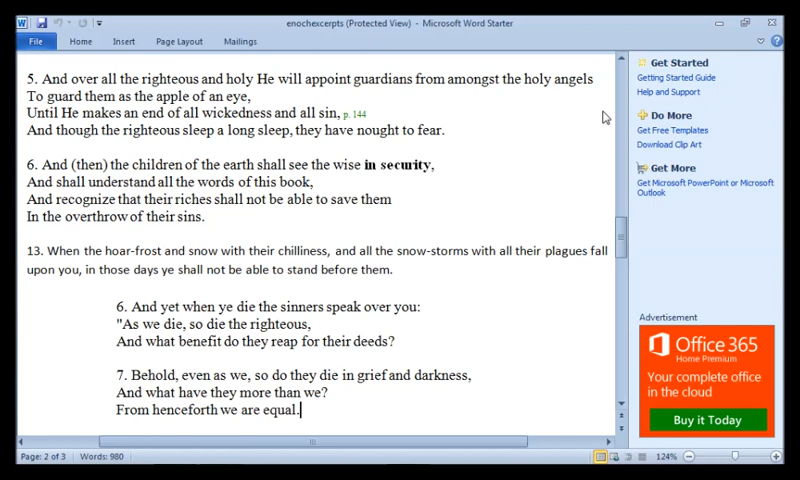 enochexcerpts (Protected View) - Microsoft Word Starter
File Home Insert Page Layout Mailings
5. And over all the righteous and holy He will appoint guardians from amongst the holy angels
To guard them as the apple of an eye,
Until He makes an end of all wickedness and all sin, p. 144
And though the righteous sleep a long sleep, they have nought to fear.
6. And (then) the children of the earth shall see the wise in security,
And shall understand all the words of this book,
And recognize that their riches shall not be able to save them
In the overthrow of their sins.
13. When the hoar-frost and snow with their chilliness, and all the snow-storms with all their plagues fall
upon you, in those days ye shall not be able to stand before them.
6. And yet when ye die the sinners speak over you:
"As we die, so die the righteous,
And what benefit do they reap for their deeds?
7. Behold, even as we, so do they die in grief and darkness,
And what have they more than we?
From henceforth we are equal.
Get Started
Getting Started Guide
Help and Support
Do More
Get Free Templates
Download Clip Art
Get More
Get Microsoft PowerPoint or Microsoft
Outlook
Advertisement
Office 365
Home Premium
Your complete office
in the cloud
Buy it Today
Page: 2 of 3 Words: 980 124%